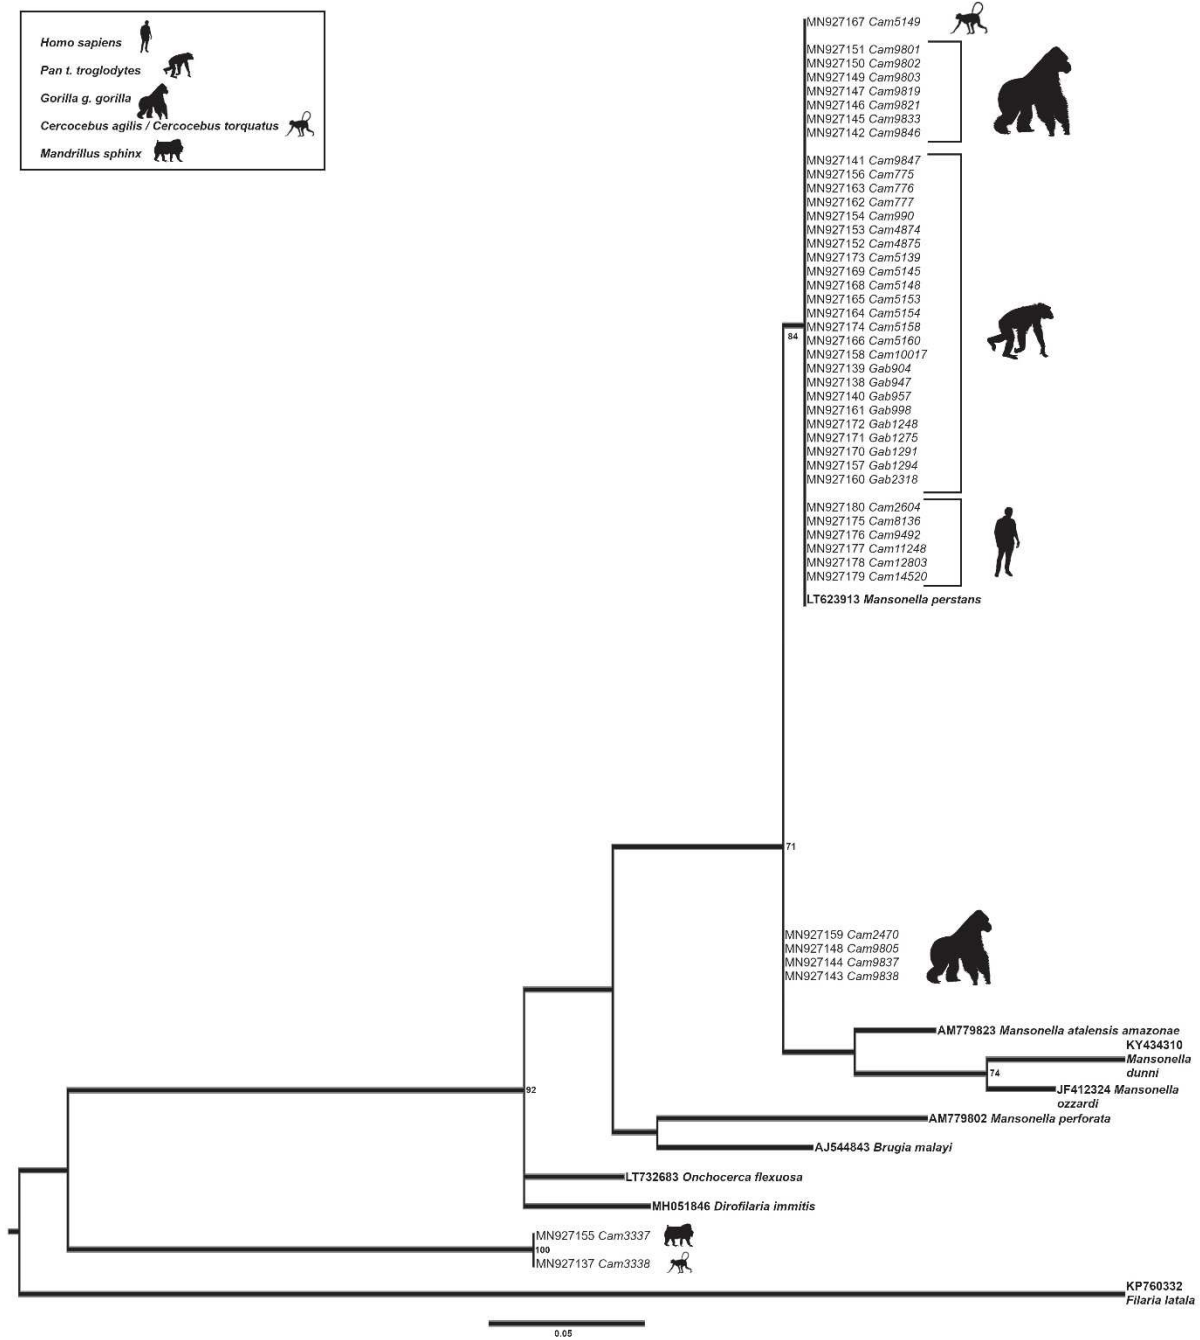 Homo sapiens
Pan t. troglodytes
Gorilla g. gorilla
Cercocebus agilis / Cercocebus torquatus
Mandrillus sphinx
MN927167 Cam5149
MN927151 Cam9801
MN927150 Cam9802
MN927149 Cam9803
MN927147 Cam9819
MN927146 Cam9821
MN927145 Cam9833
MN927142 Cam9846
MN927141 Cam9847
MN927156 Cam775
MN927163 Cam776
MN927162 Cam777
MN927154 Cam990
MN927153 Cam4874
MN927152 Cam4875
MN927173 Cam5139
MN927169 Cam5145
MN927168 Cam5148
MN927165 Cam5153
MN927164 Cam5154
MN927174 Cam5158
MN927166 Cam5160
MN927158 Cam10017
MN927139 Gab904
MN927138 Gab947
MN927140 Gab957
MN927161 Gab998
MN927172 Gab1248
MN927171 Gab1275
MN927170 Gab1291
MN927157 Gab1294
MN927160 Gab2318
84
MN927180 Cam2604
MN927175 Cam8136
MN927176 Cam9492
MN927177 Cam11248
MN927178 Cam12803
MN927179 Cam14520
LT623913 Mansonella perstans
71
MN927159 Cam2470
MN927148 Cam9805
MN927144 Cam9837
MN927143 Cam9838
AM779823 Mansonella atalensis amazonae
KY434310
Mansonella
dunni
74
JF412324 Mansonella
ozzardi
92
AM779802 Mansonella perforata
AJ544843 Brugia malayi
LT732683 Onchocerca flexuosa
MH051846 Dirofilaria immitis
MN927155 Cam3337
100
MN927137 Cam3338
KP760332
Filaria latala
0.05